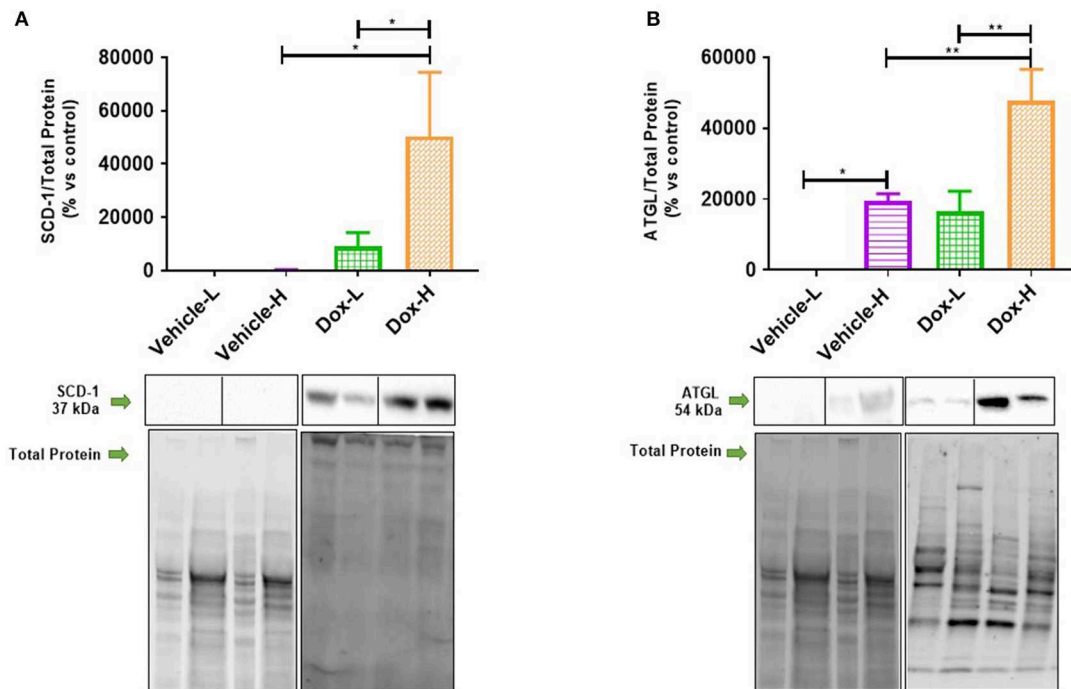 A
SCD-1/Total Protein
(% vs control)
80000
60000
40000
20000
0
*
*
Vehicle-L
Vehicle-H
Dox-L
Dox-H
SCD-1
37 kDa
Total Protein
B
ATGL/Total Protein
(% vs control)
60000
40000
20000
0
**
**
*
Vehicle-L
Vehicle-H
Dox-L
Dox-H
ATGL
54 kDa
Total Protein